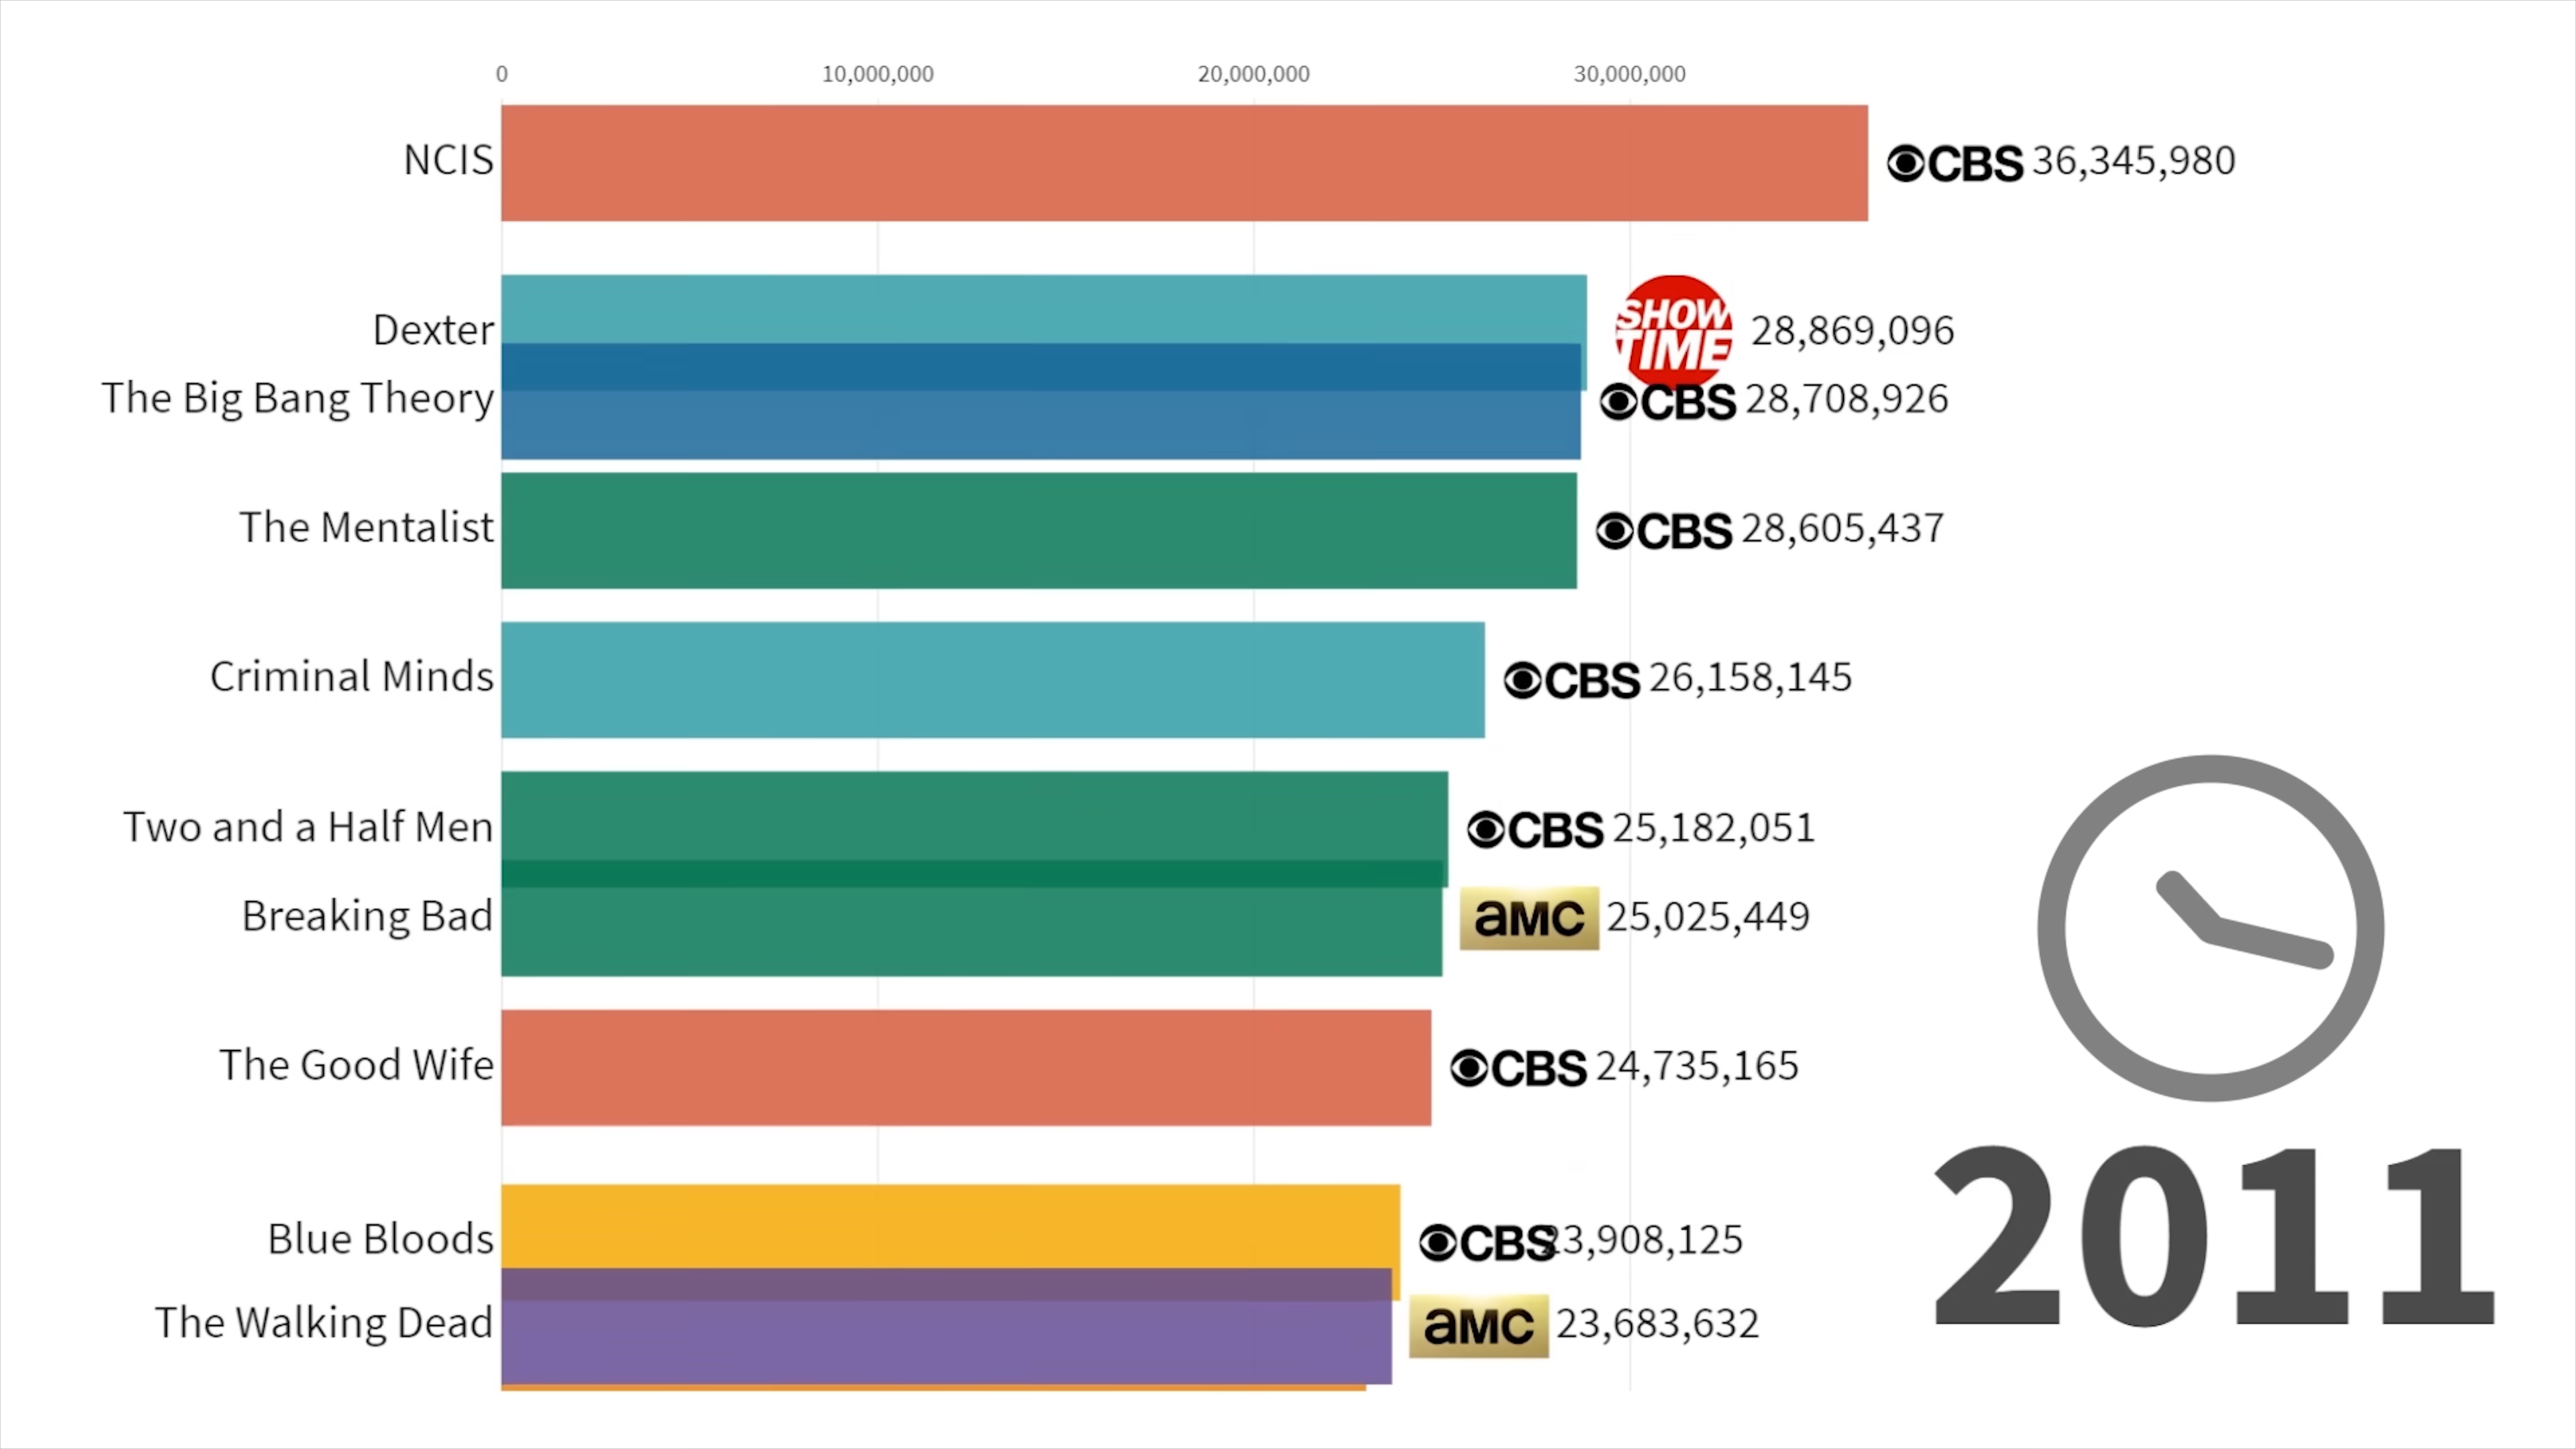 0 10,000,000 20,000,000 30,000,000
NCIS CBS 36,345,980
Dexter SHOW TIME 28,869,096
The Big Bang Theory CBS 28,708,926
The Mentalist CBS 28,605,437
Criminal Minds CBS 26,158,145
Two and a Half Men CBS 25,182,051
Breaking Bad aMC 25,025,449
The Good Wife CBS 24,735,165
Blue Bloods CBS 23,908,125
The Walking Dead aMC 23,683,632
2011